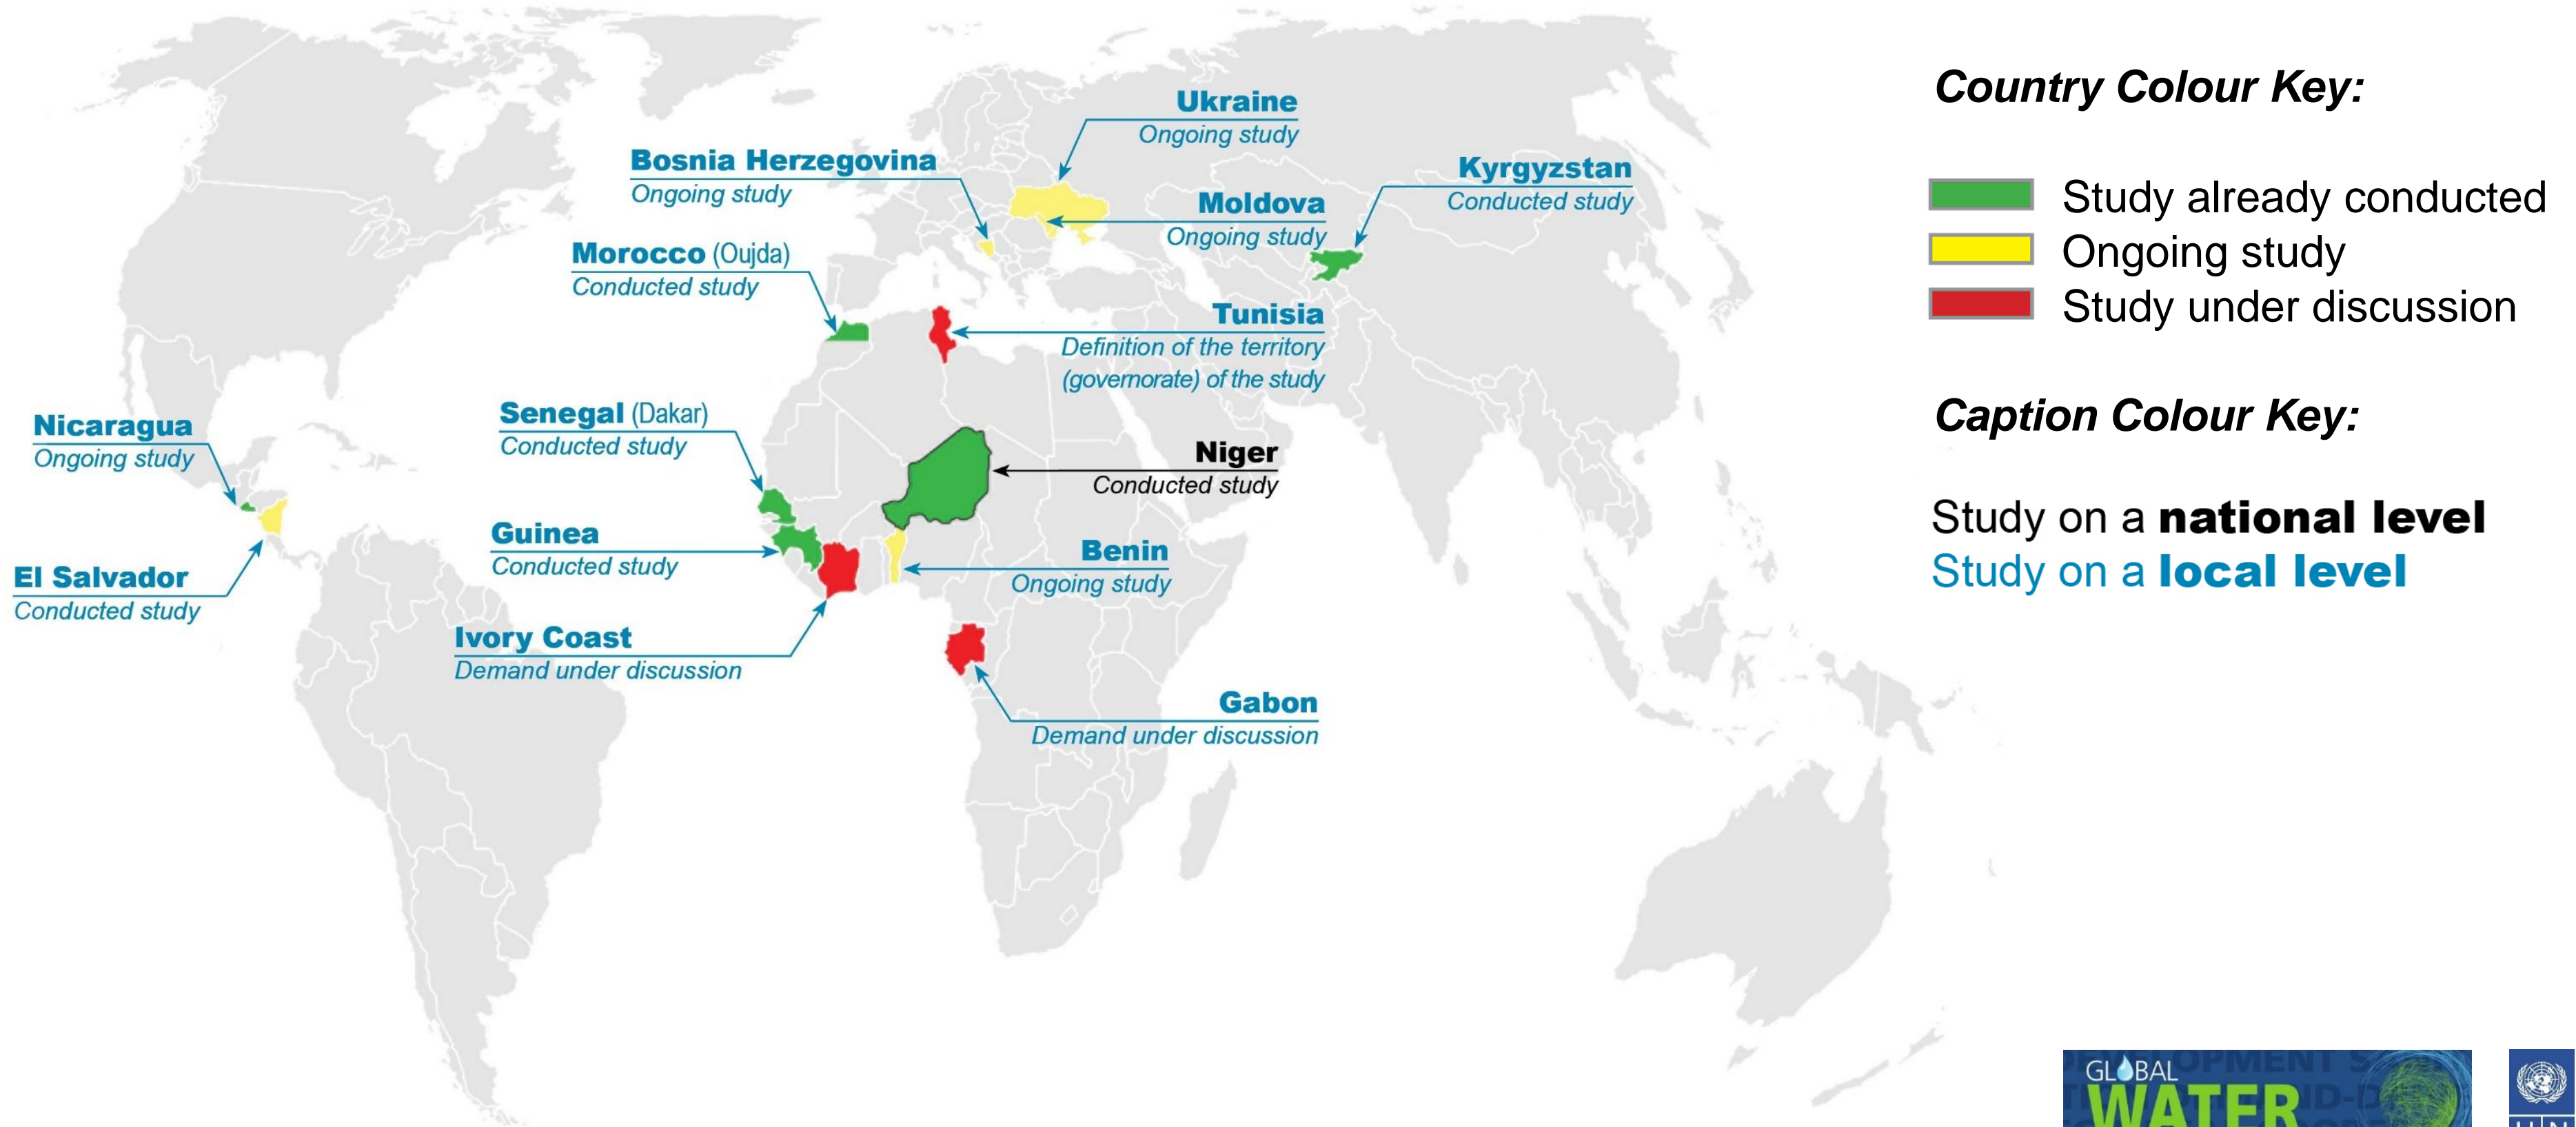 Ukraine
Ongoing study
Bosnia Herzegovina
Ongoing study
Kyrgyzstan
Conducted study
Moldova
Ongoing study
Morocco (Oujda)
Conducted study
Tunisia
Definition of the territory
(governorate) of the study
Senegal (Dakar)
Conducted study
Nicaragua
Ongoing study
Niger
Conducted study
Guinea
Conducted study
Benin
Ongoing study
El Salvador
Conducted study
Ivory Coast
Demand under discussion
Gabon
Demand under discussion
Country Colour Key:
Study already conducted
Ongoing study
Study under discussion
Caption Colour Key:
Study on a national level
Study on a local level
GLOBAL
WATER
U N